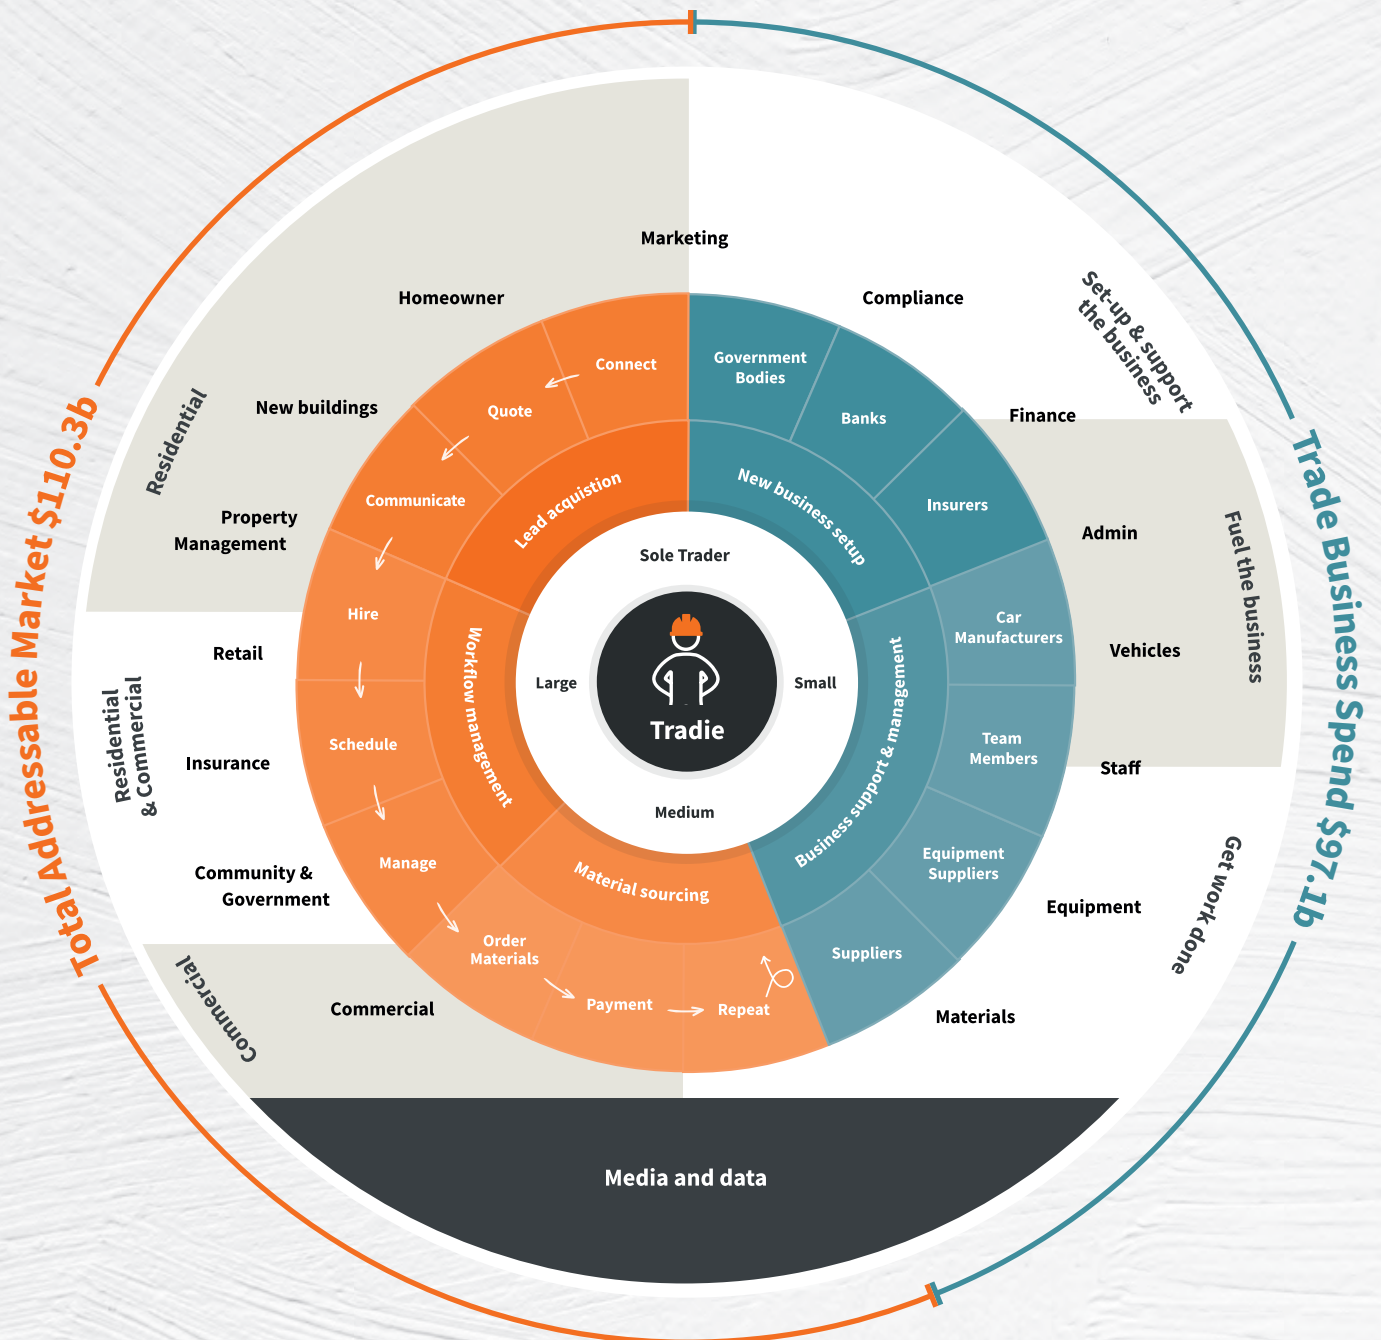 Total Addressable Market $110.3b
Trade Business Spend $97.1b
Marketing
Homeowner
New buildings
Property
Management
Residential
Retail
Insurance
Community &
Government
Residential
& Commercial
Commercial
Commercial
Compliance
Finance
Admin
Vehicles
Staff
Equipment
Materials
Set-up & support
the business
Fuel the business
Get work done
Connect
Quote
Communicate
Hire
Schedule
Manage
Order
Materials
Payment
Repeat
Government
Bodies
Banks
Insurers
Car
Manufacturers
Team
Members
Equipment
Suppliers
Suppliers
Lead acquistion
Workflow management
Material sourcing
New business setup
Business support & management
Sole Trader
Large
Small
Medium
Tradie
Media and data